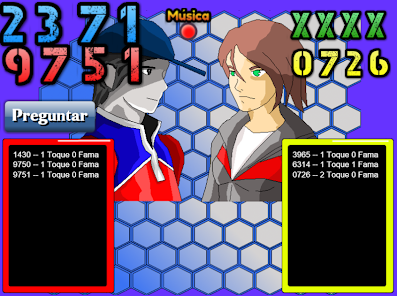 2371
Música
XXXX
9751
0726
Preguntar
1430 -- 1 Toque 0 Fama
9750 -- 1 Toque 0 Fama
9751 -- 1 Toque 0 Fama
3965 -- 1 Toque 0 Fama
6314 -- 1 Toque 1 Fama
0726 -- 2 Toque 0 Fama